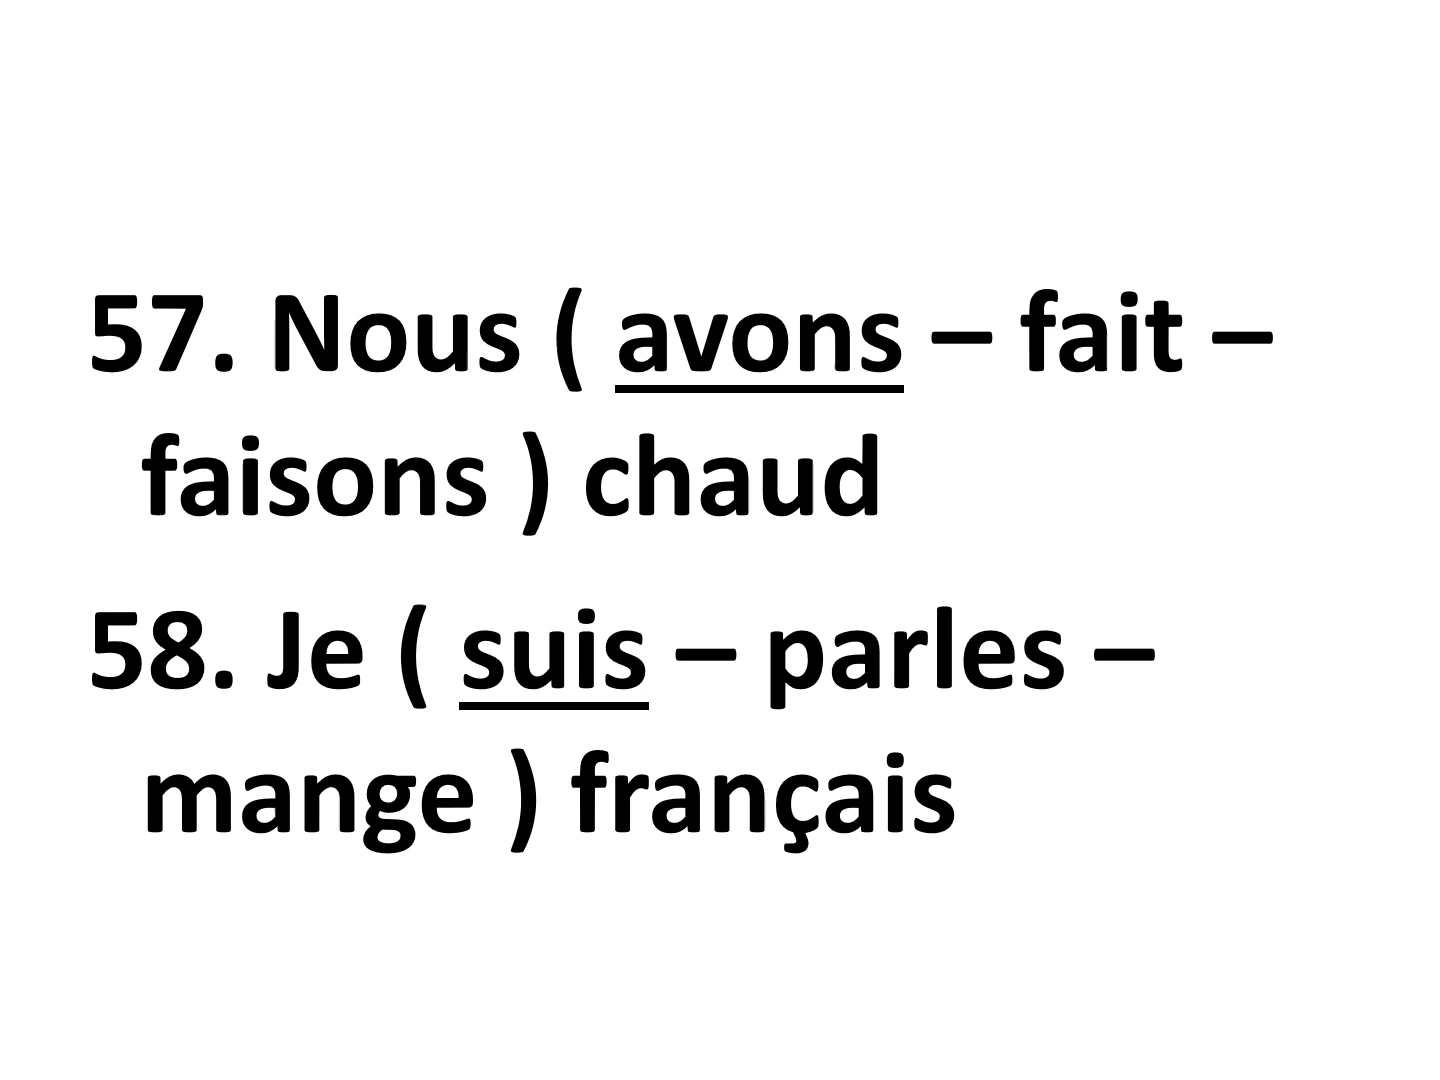 57. Nous ( avons – fait –
faisons ) chaud
58. Je ( suis – parles –
mange ) français